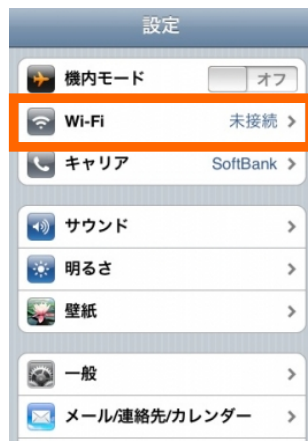 設定
機内モード オフ
Wi-Fi 未接続
キャリア SoftBank
サウンド
明るさ
壁紙
一般
メール/連絡先/カレンダー